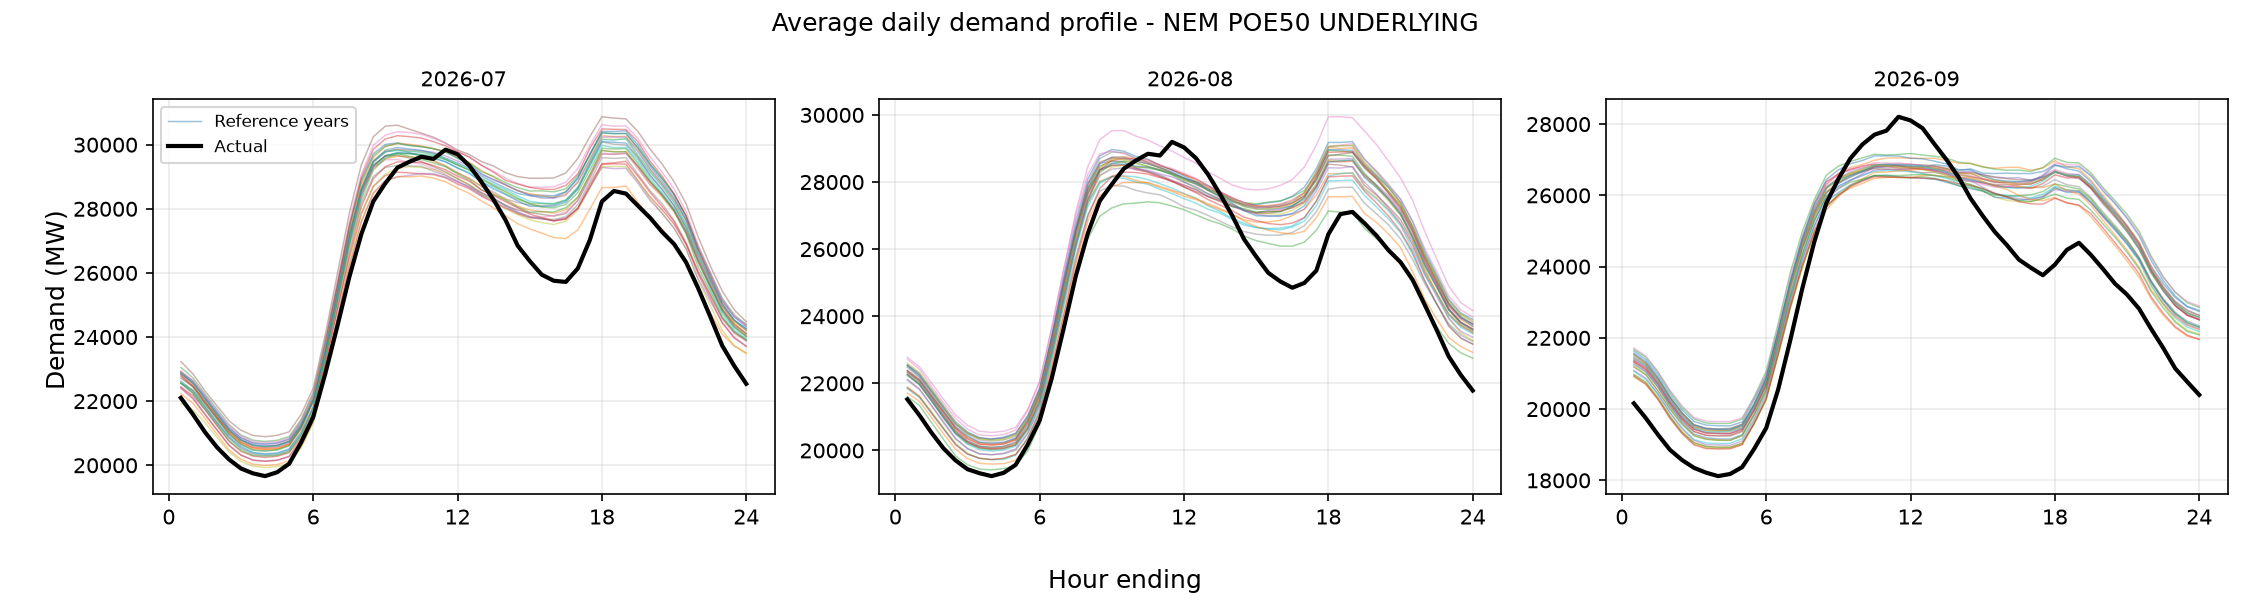 Average daily demand profile - NEM POE50 UNDERLYING
2026-07
2026-08
2026-09
Reference years
Actual
Demand (MW)
30000
28000
26000
24000
22000
20000
0 6 12 18 24
30000
28000
26000
24000
22000
20000
0 6 12 18 24
28000
26000
24000
22000
20000
18000
0 6 12 18 24
Hour ending